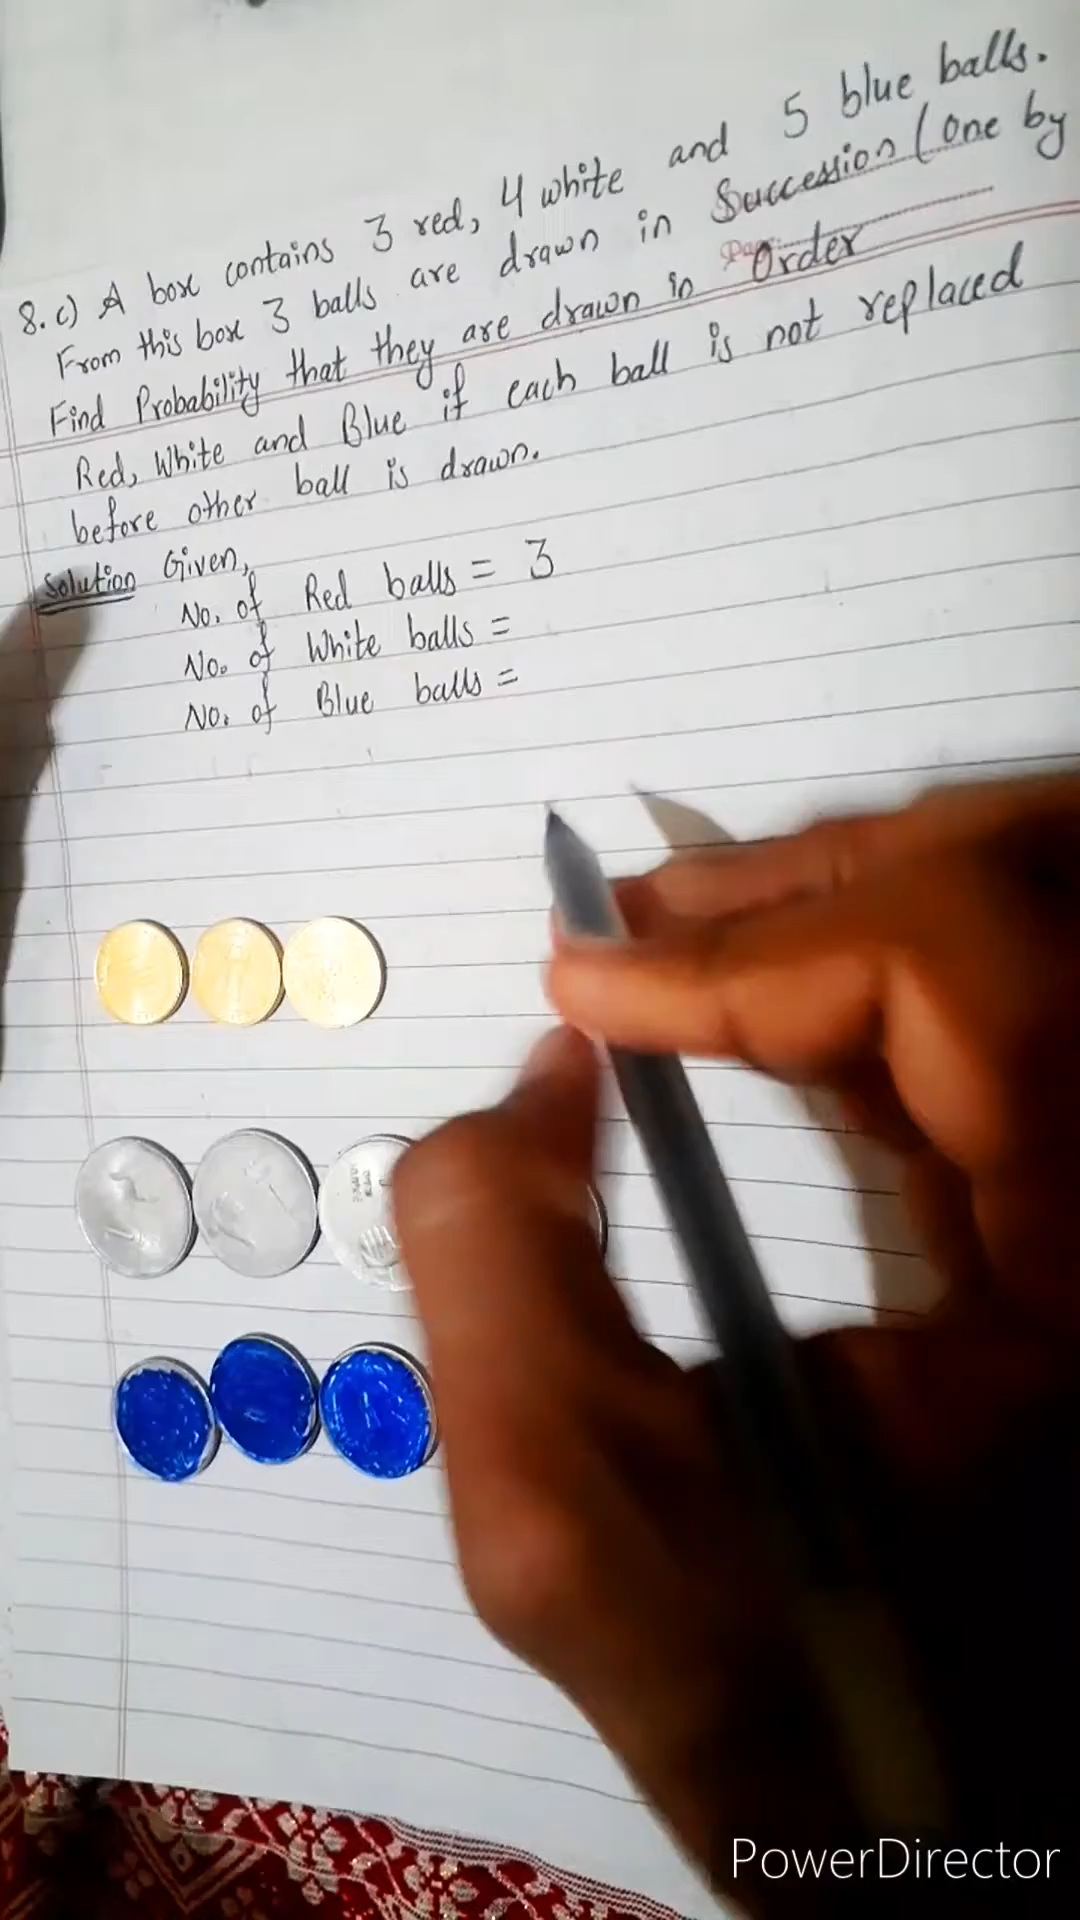 8.c) A box contains 3 red, 4 white and 5 blue balls.
From this box 3 balls are drawn in Succession (one by
Find Probability that they are drawn in Order
Red, White and Blue if each ball is not replaced
before other ball is drawn.
Solution Given,
No. of Red balls = 3
No. of White balls =
No. of Blue balls =
PowerDirector